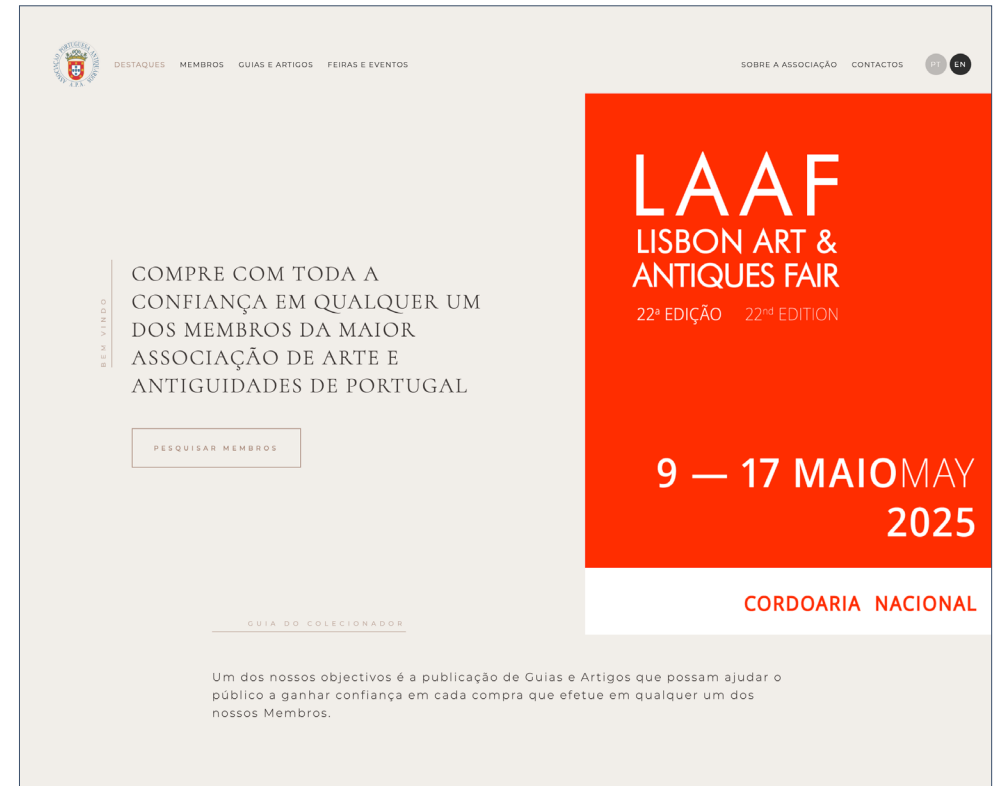 ASSOCIAÇÃO PORTUGUESA ANTIQUÁRIOS
A.P.A.
DESTAQUES MEMBROS GUIAS E ARTIGOS FEIRAS E EVENTOS
SOBRE A ASSOCIAÇÃO CONTACTOS PT EN
LAAF
LISBON ART &
ANTIQUES FAIR
22ª EDIÇÃO 22nd EDITION
9 — 17 MAIOMAY
2025
CORDOARIA NACIONAL
BEM VINDO
COMPRE COM TODA A
CONFIANÇA EM QUALQUER UM
DOS MEMBROS DA MAIOR
ASSOCIAÇÃO DE ARTE E
ANTIGUIDADES DE PORTUGAL
PESQUISAR MEMBROS
GUIA DO COLECIONADOR
Um dos nossos objectivos é a publicação de Guias e Artigos que possam ajudar o
público a ganhar confiança em cada compra que efetue em qualquer um dos
nossos Membros.